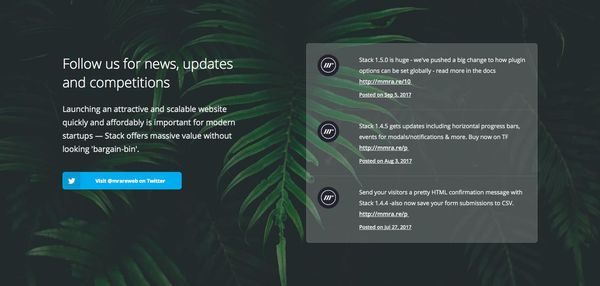 Follow us for news, updates
and competitions
Launching an attractive and scalable website
quickly and affordably is important for modern
startups — Stack offers massive value without
looking 'bargain-bin'.
Visit @mrareweb on Twitter
Stack 1.5.0 is huge - we've pushed a big change to how plugin
options can be set globally - read more in the docs
http://mmra.re/10
Posted on Sep 5, 2017
Stack 1.4.5 gets updates including horizontal progress bars,
events for modals/notifications & more. Buy now on TF
http://mmra.re/p
Posted on Aug 3, 2017
Send your visitors a pretty HTML confirmation message with
Stack 1.4.4 -also now save your form submissions to CSV.
http://mmra.re/p
Posted on Jul 27, 2017